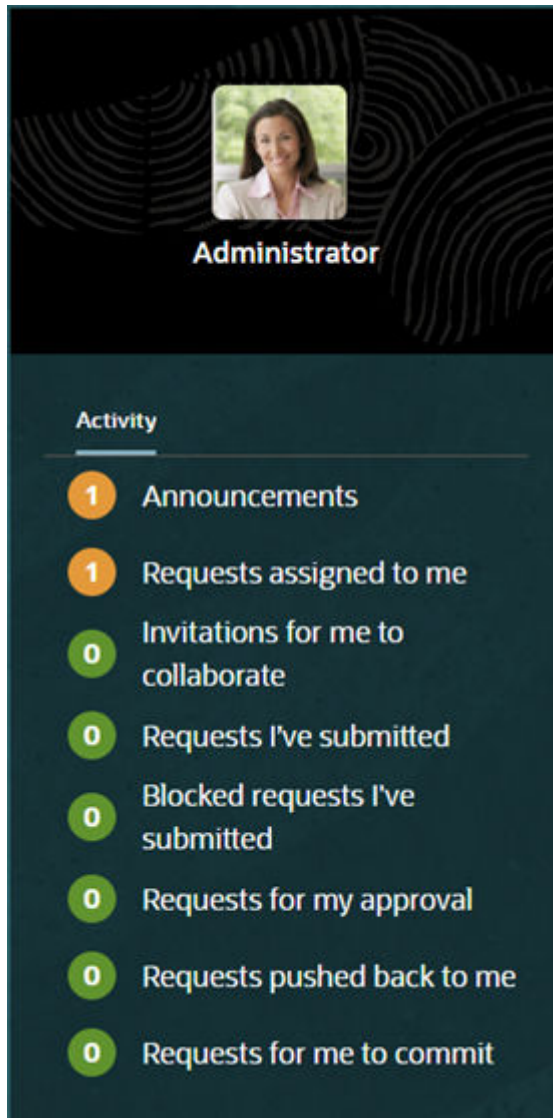 Administrator
Activity
1 Announcements
1 Requests assigned to me
Invitations for me to
0 collaborate
0 Requests I've submitted
Blocked requests I've
0 submitted
0 Requests for my approval
0 Requests pushed back to me
0 Requests for me to commit